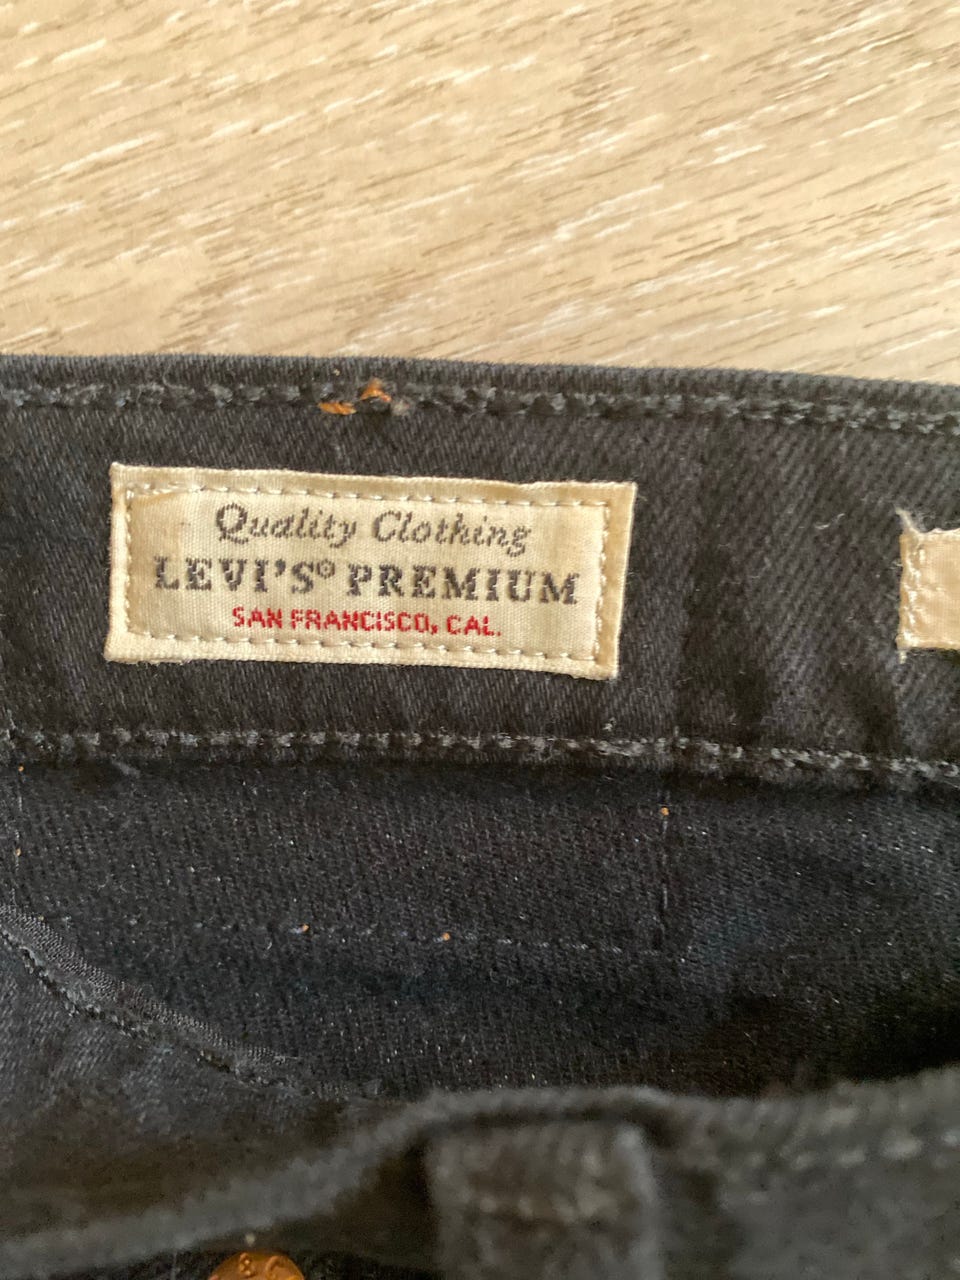 Quality Clothing
LEVI'S® PREMIUM
SAN FRANCISCO, CAL.